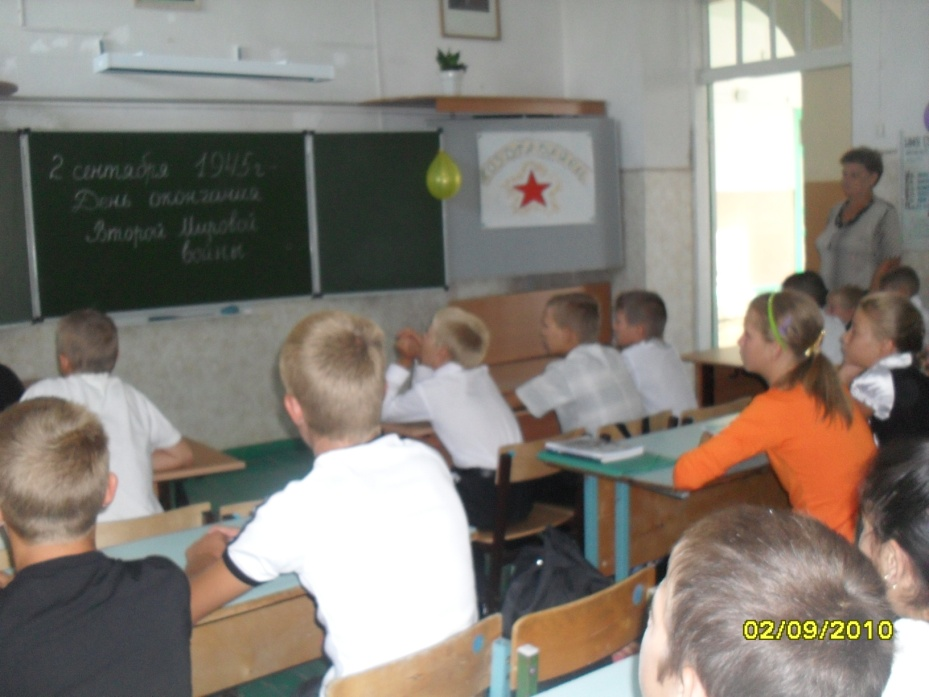 2 сентября 1945г-
День окончания
Второй Мировой
войны
02/09/2010